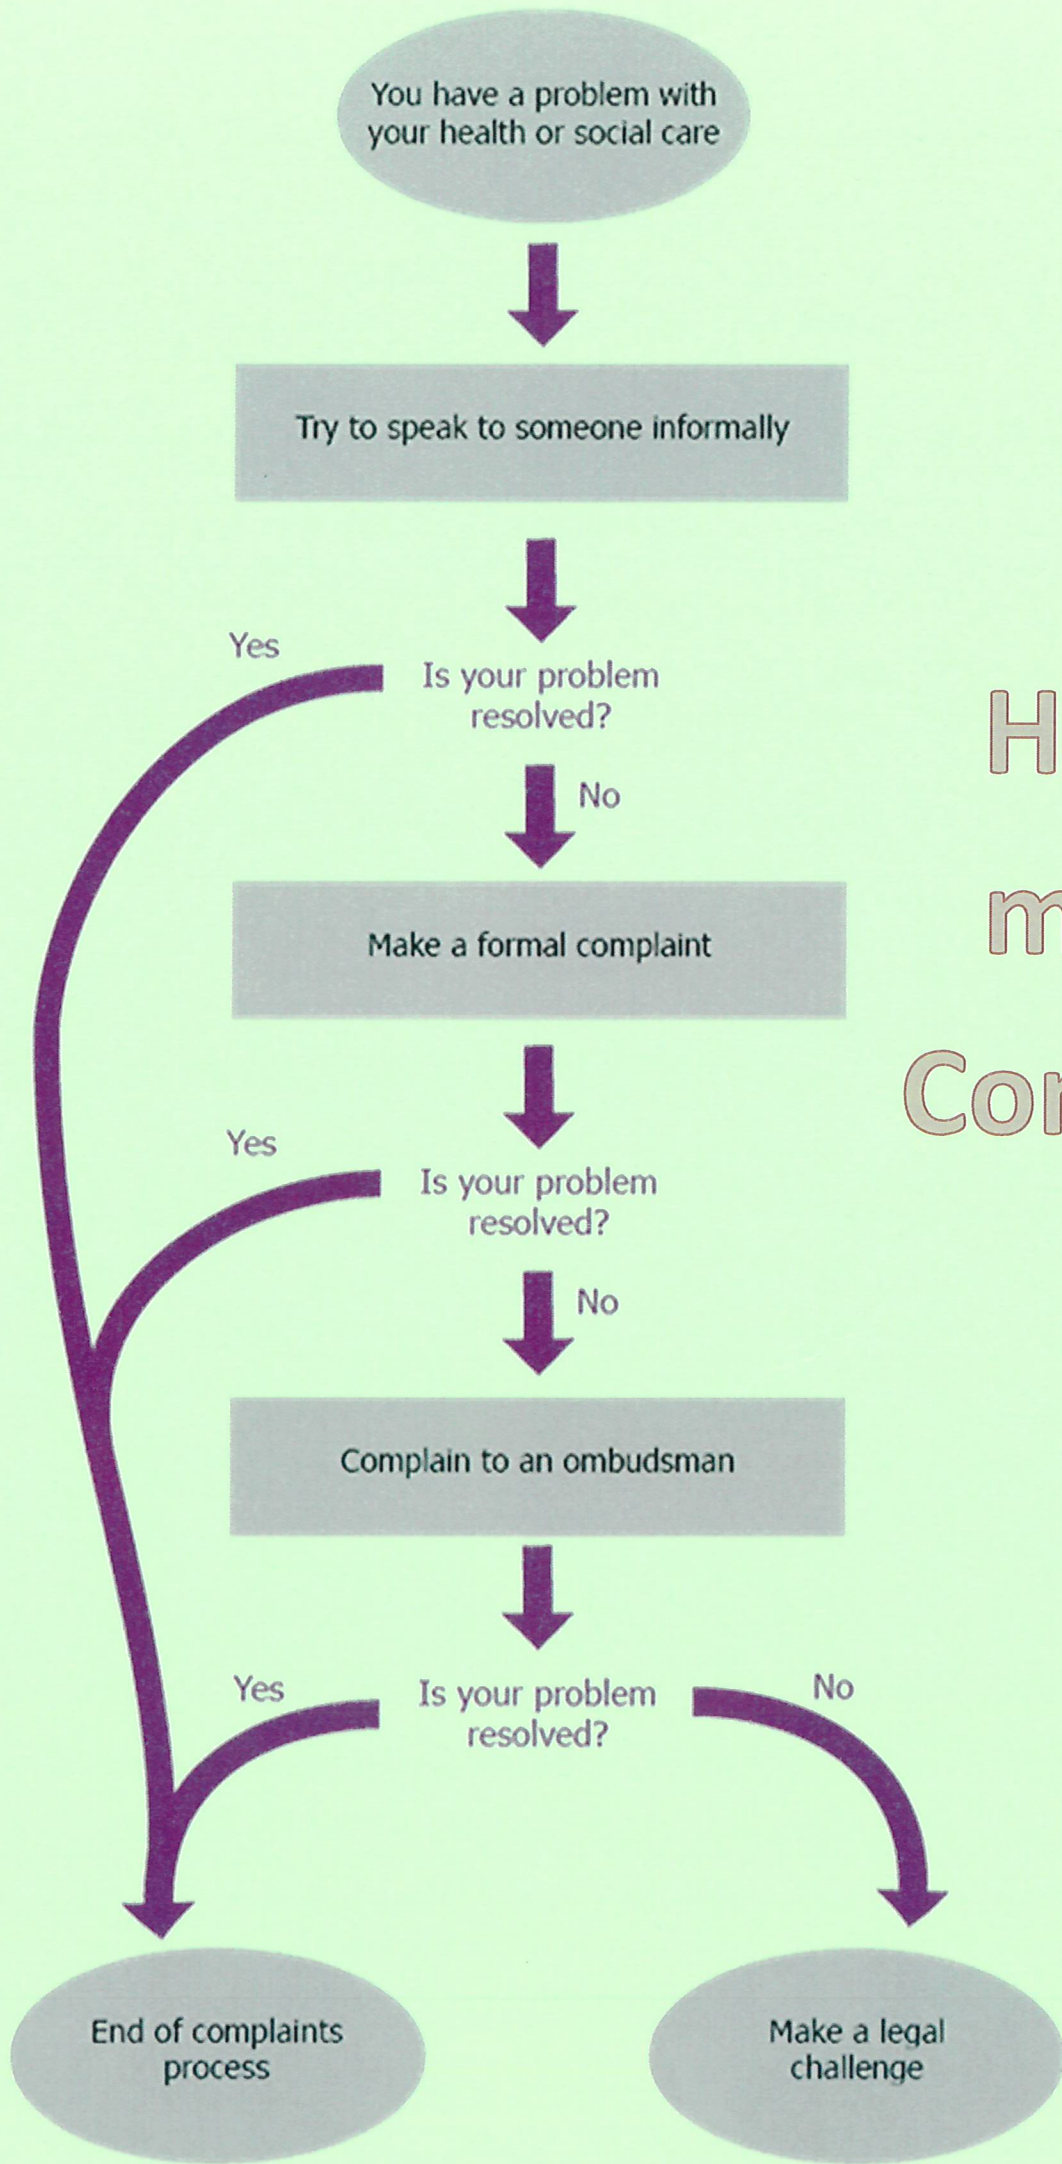 You have a problem with
your health or social care
Try to speak to someone informally
Yes
Is your problem
resolved?
No
Make a formal complaint
Yes
Is your problem
resolved?
No
Complain to an ombudsman
Yes
Is your problem
resolved?
No
End of complaints
process
Make a legal
challenge